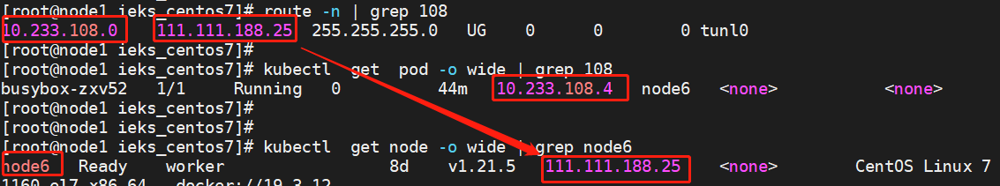 [root@node1 ieks_centos7]# route -n | grep 108
10.233.108.0 111.111.188.25 255.255.255.0 UG 0 0 0 tunl0
[root@node1 ieks_centos7]#
[root@node1 ieks_centos7]# kubectl get pod -o wide | grep 108
busybox-zxv52 1/1 Running 0 44m 10.233.108.4 node6 <none> <none>
[root@node1 ieks_centos7]#
[root@node1 ieks_centos7]#
[root@node1 ieks_centos7]# kubectl get node -o wide | grep node6
node6 Ready worker 8d v1.21.5 111.111.188.25 <none> CentOS Linux 7
1160.el7.x86_64 docker://19.3.12